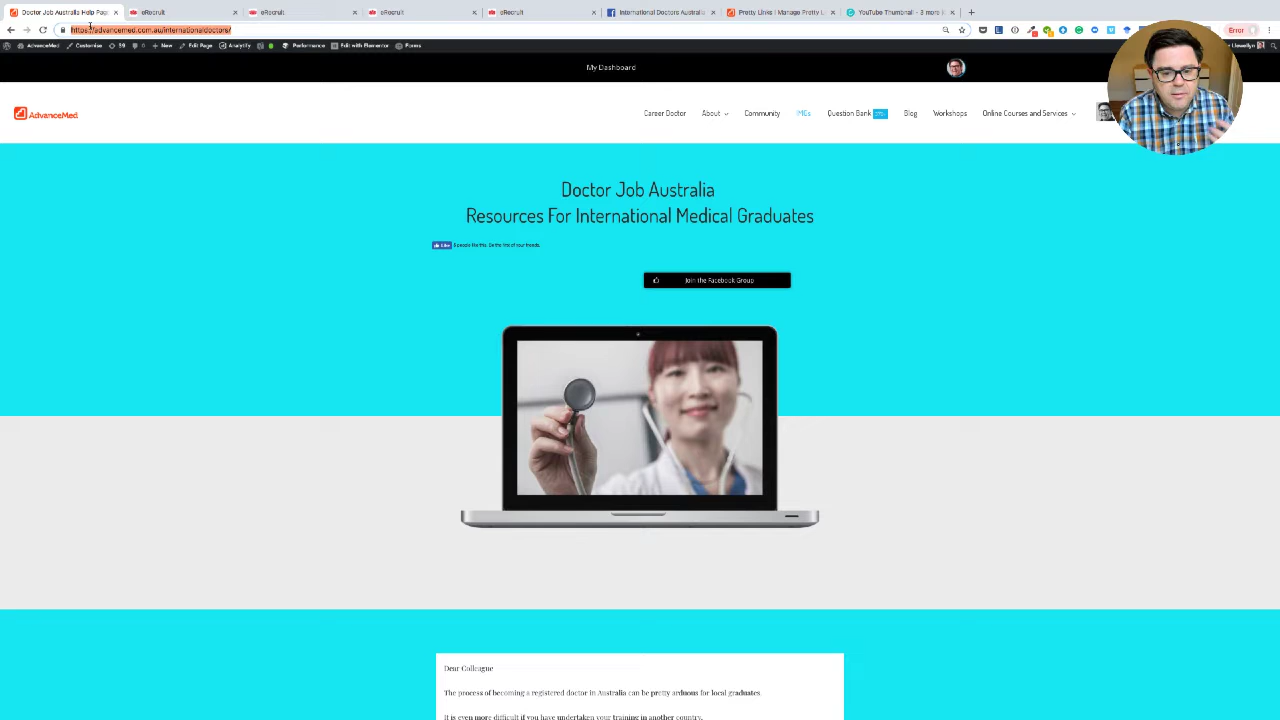 Doctor Job Australia Help Page
eRecruit
eRecruit
eRecruit
eRecruit
International Doctors Australia
Pretty Links ‹ Manage Pretty L
YouTube Thumbnail - 3 more
https://advancemed.com.au/internationaldoctors/
Error
AdvanceMed
Customise
59
0
New
Edit Page
Analytify
Performance
Edit with Elementor
Forms
Llewellyn
My Dashboard
AdvanceMed
Career Doctor
About
Community
IMGs
Question Bank
Blog
Workshops
Online Courses and Services
Doctor Job Australia
Resources For International Medical Graduates
Like
Join the Facebook Group
Dear Colleague
The process of becoming a registered doctor in Australia can be pretty arduous for local graduates.
It is even more difficult if you have undertaken your training in another country.